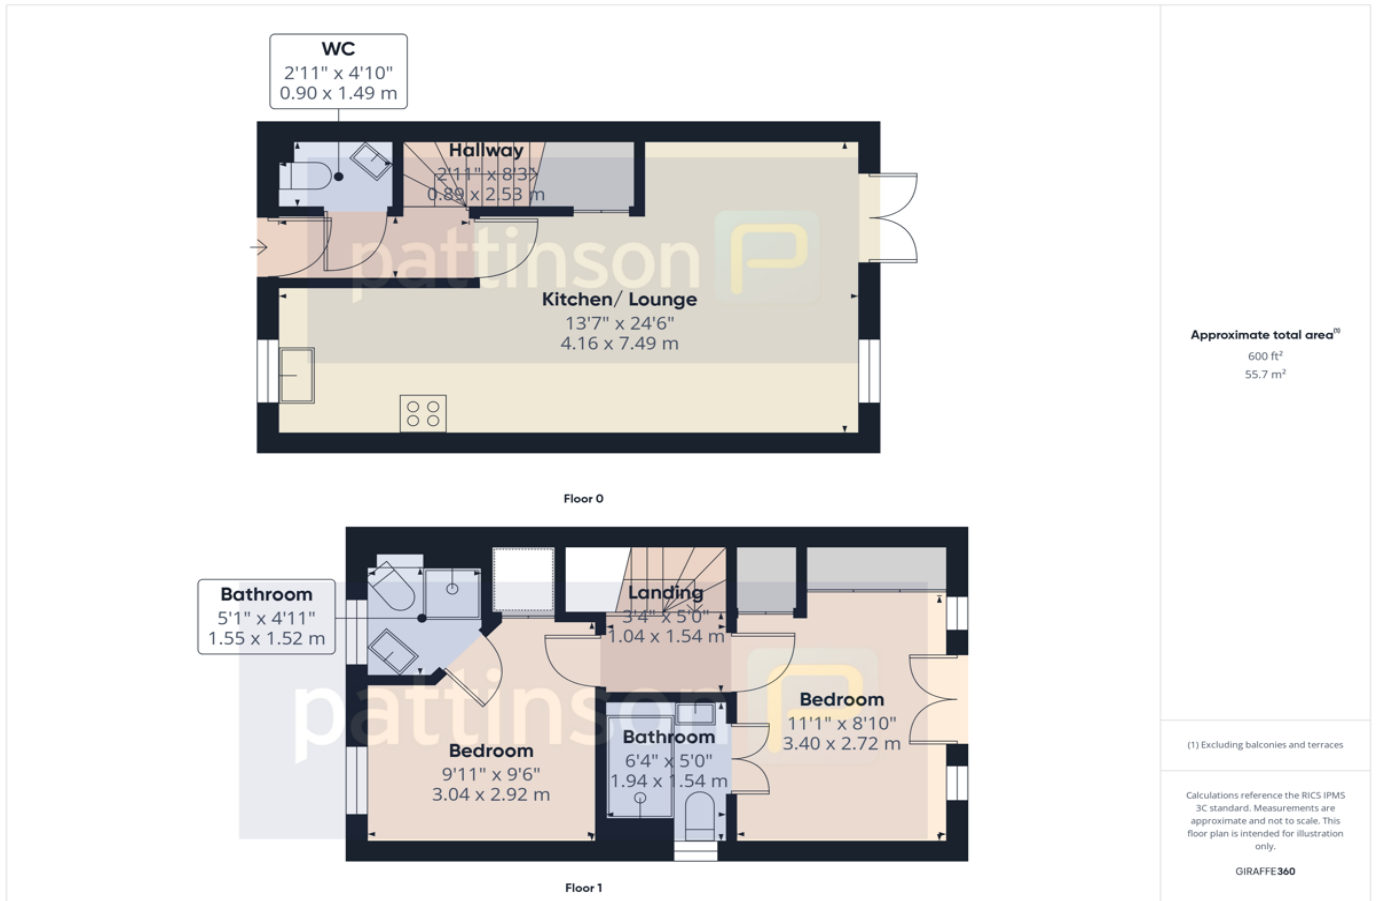 WC
2'11" x 4'10"
0.90 x 1.49 m
Hallway
2'11" x 8'3"
0.89 x 2.53 m
pattinson
Kitchen/ Lounge
13'7" x 24'6"
4.16 x 7.49 m
Approximate total area(1)
600 ft²
55.7 m²
Floor 0
Bathroom
5'1" x 4'11"
1.55 x 1.52 m
Landing
3'4" x 5'0"
1.04 x 1.54 m
pattinson
Bedroom
9'11" x 9'6"
3.04 x 2.92 m
Bathroom
6'4" x 5'0"
1.94 x 1.54 m
Bedroom
11'1" x 8'10"
3.40 x 2.72 m
(1) Excluding balconies and terraces
Calculations reference the RICS IPMS
3C standard. Measurements are
approximate and not to scale. This
floor plan is intended for illustration
only.
GIRAFFE360
Floor 1